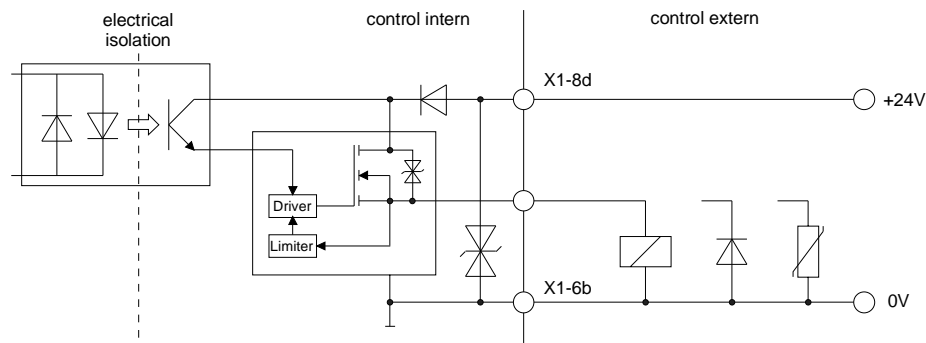 electrical
isolation
control intern
control extern
X1-8d
+24V
Driver
Limiter
X1-6b
0V